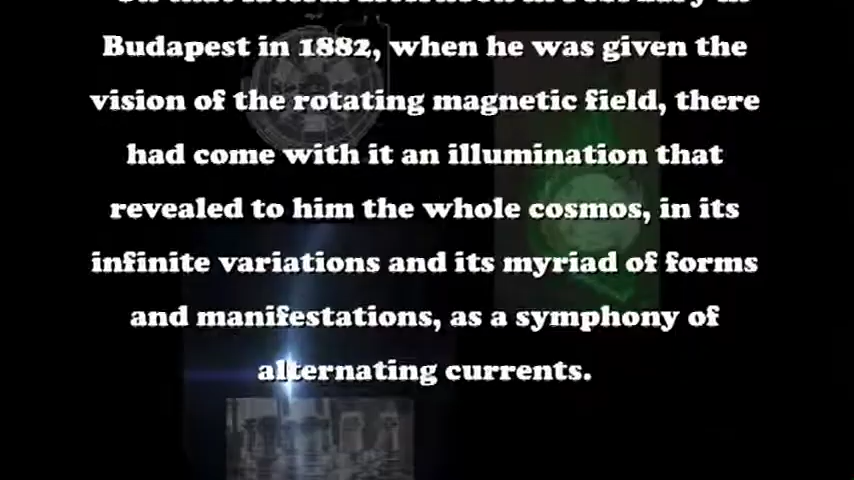 Budapest in 1882, when he was given the
vision of the rotating magnetic field, there
had come with it an illumination that
revealed to him the whole cosmos, in its
infinite variations and its myriad of forms
and manifestations, as a symphony of
alternating currents.